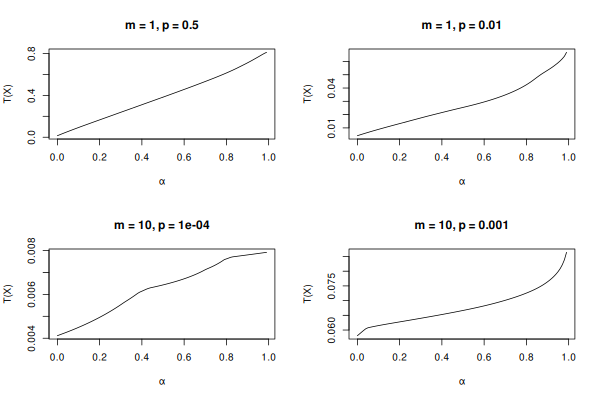 m = 1, p = 0.5
T(X)
0.0 0.4 0.8
0.0 0.2 0.4 0.6 0.8 1.0
α
m = 1, p = 0.01
T(X)
0.01 0.04
0.0 0.2 0.4 0.6 0.8 1.0
α
m = 10, p = 1e-04
T(X)
0.004 0.006 0.008
0.0 0.2 0.4 0.6 0.8 1.0
α
m = 10, p = 0.001
T(X)
0.060 0.075
0.0 0.2 0.4 0.6 0.8 1.0
α